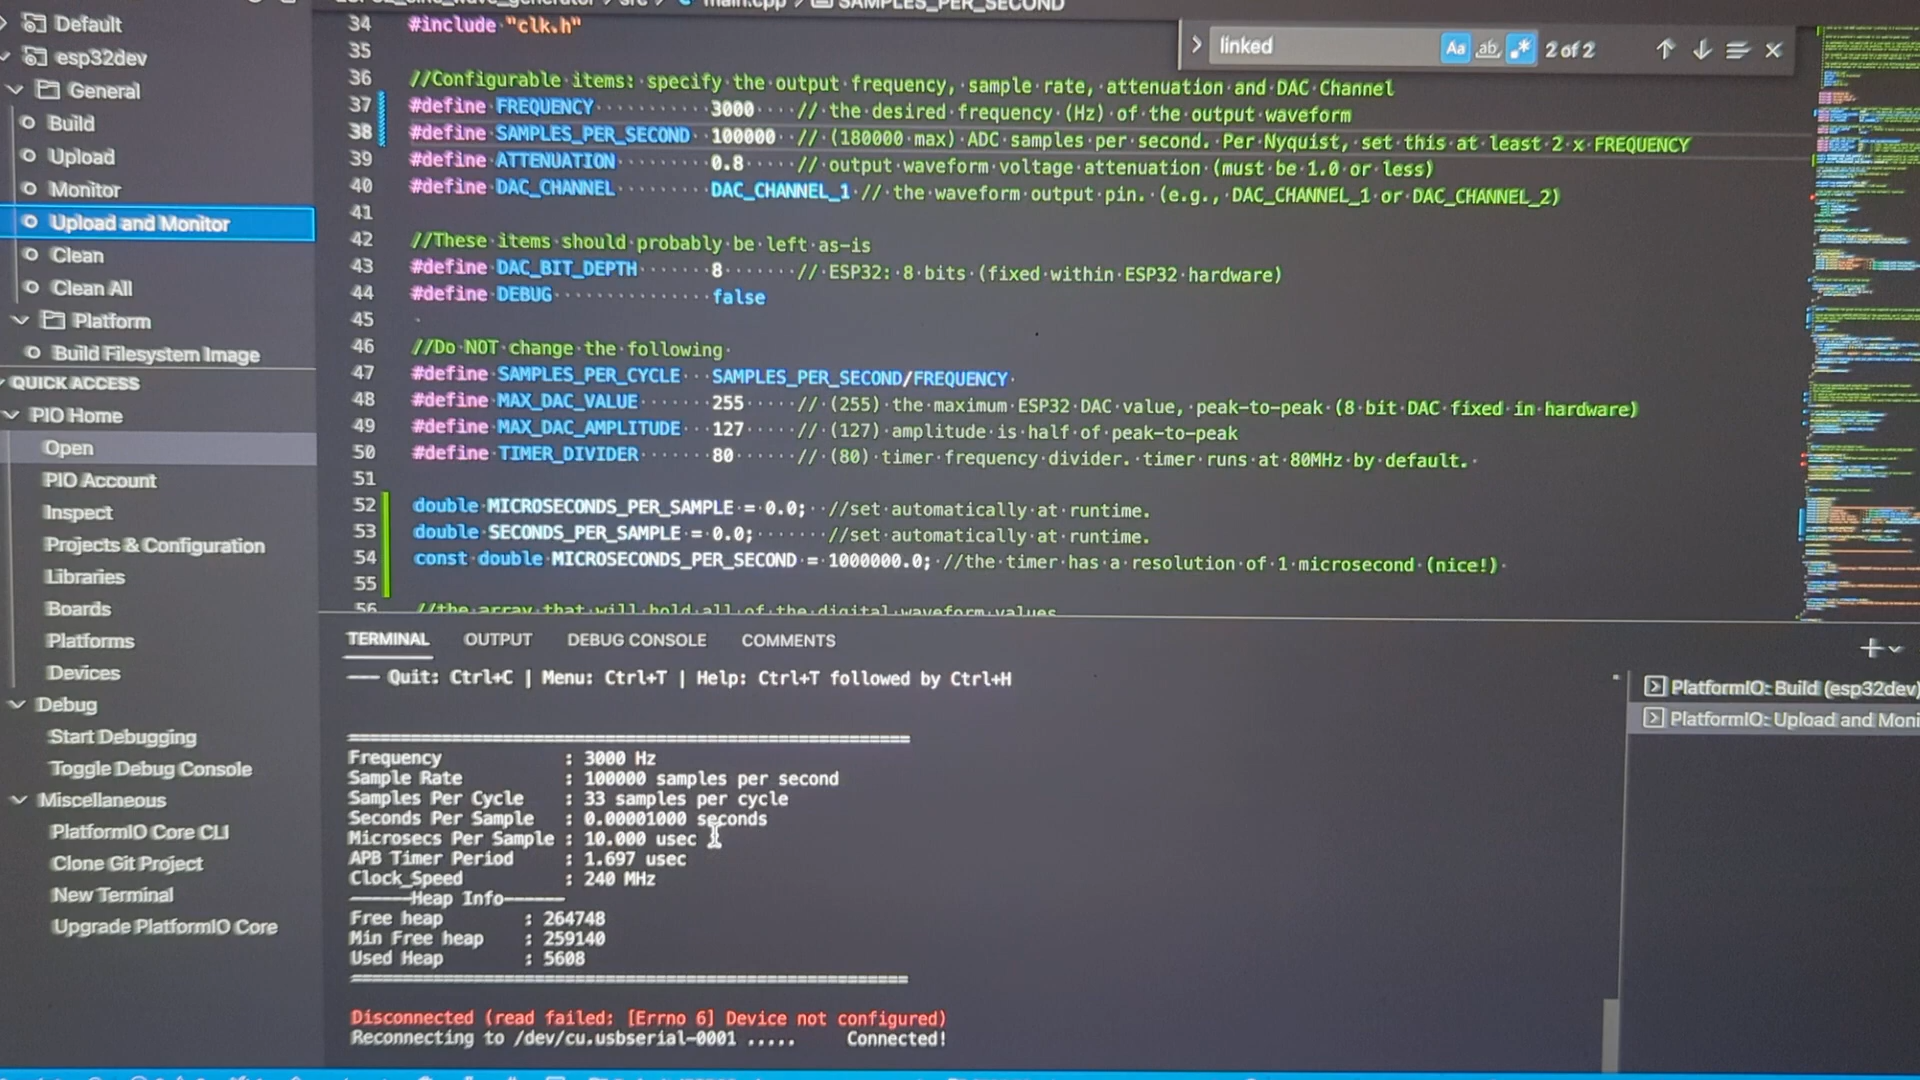 main.cpp SAMPLES_PER_SECOND
Default
esp32dev
General
Build
Upload
Monitor
Upload and Monitor
Clean
Clean All
Platform
Build Filesystem Image
QUICK ACCESS
PIO Home
Open
PIO Account
Inspect
Projects & Configuration
Libraries
Boards
Platforms
Devices
Debug
Start Debugging
Toggle Debug Console
Miscellaneous
PlatformIO Core CLI
Clone Git Project
New Terminal
Upgrade PlatformIO Core
linked Aa ab .* 2 of 2
34 #include "clk.h"
35
36 //Configurable items: specify the output frequency, sample rate, attenuation and DAC Channel
37 #define FREQUENCY 3000 // the desired frequency (Hz) of the output waveform
38 #define SAMPLES_PER_SECOND 100000 // (180000 max) ADC samples per second. Per Nyquist, set this at least 2 x FREQUENCY
39 #define ATTENUATION 0.8 // output waveform voltage attenuation (must be 1.0 or less)
40 #define DAC_CHANNEL DAC_CHANNEL_1 // the waveform output pin. (e.g., DAC_CHANNEL_1 or DAC_CHANNEL_2)
41
42 //These items should probably be left as-is
43 #define DAC_BIT_DEPTH 8 // ESP32: 8 bits (fixed within ESP32 hardware)
44 #define DEBUG false
45
46 //Do NOT change the following
47 #define SAMPLES_PER_CYCLE SAMPLES_PER_SECOND/FREQUENCY
48 #define MAX_DAC_VALUE 255 // (255) the maximum ESP32 DAC value, peak-to-peak (8 bit DAC fixed in hardware)
49 #define MAX_DAC_AMPLITUDE 127 // (127) amplitude is half of peak-to-peak
50 #define TIMER_DIVIDER 80 // (80) timer frequency divider. timer runs at 80MHz by default.
51
52 double MICROSECONDS_PER_SAMPLE = 0.0; //set automatically at runtime.
53 double SECONDS_PER_SAMPLE = 0.0; //set automatically at runtime.
54 const double MICROSECONDS_PER_SECOND = 1000000.0; //the timer has a resolution of 1 microsecond (nice!)
55
56 //the array that will hold all of the digital waveform values
TERMINAL OUTPUT DEBUG CONSOLE COMMENTS
--- Quit: Ctrl+C | Menu: Ctrl+T | Help: Ctrl+T followed by Ctrl+H
Frequency : 3000 Hz
Sample Rate : 100000 samples per second
Samples Per Cycle : 33 samples per cycle
Seconds Per Sample : 0.00001000 seconds
Microsecs Per Sample : 10.000 usec
APB Timer Period : 1.697 usec
Clock_Speed : 240 MHz
------Heap Info------
Free heap : 264748
Min Free heap : 259140
Used Heap : 5608
Disconnected (read failed: [Errno 6] Device not configured)
Reconnecting to /dev/cu.usbserial-0001 ..... Connected!
PlatformIO: Build (esp32dev)
PlatformIO: Upload and Moni